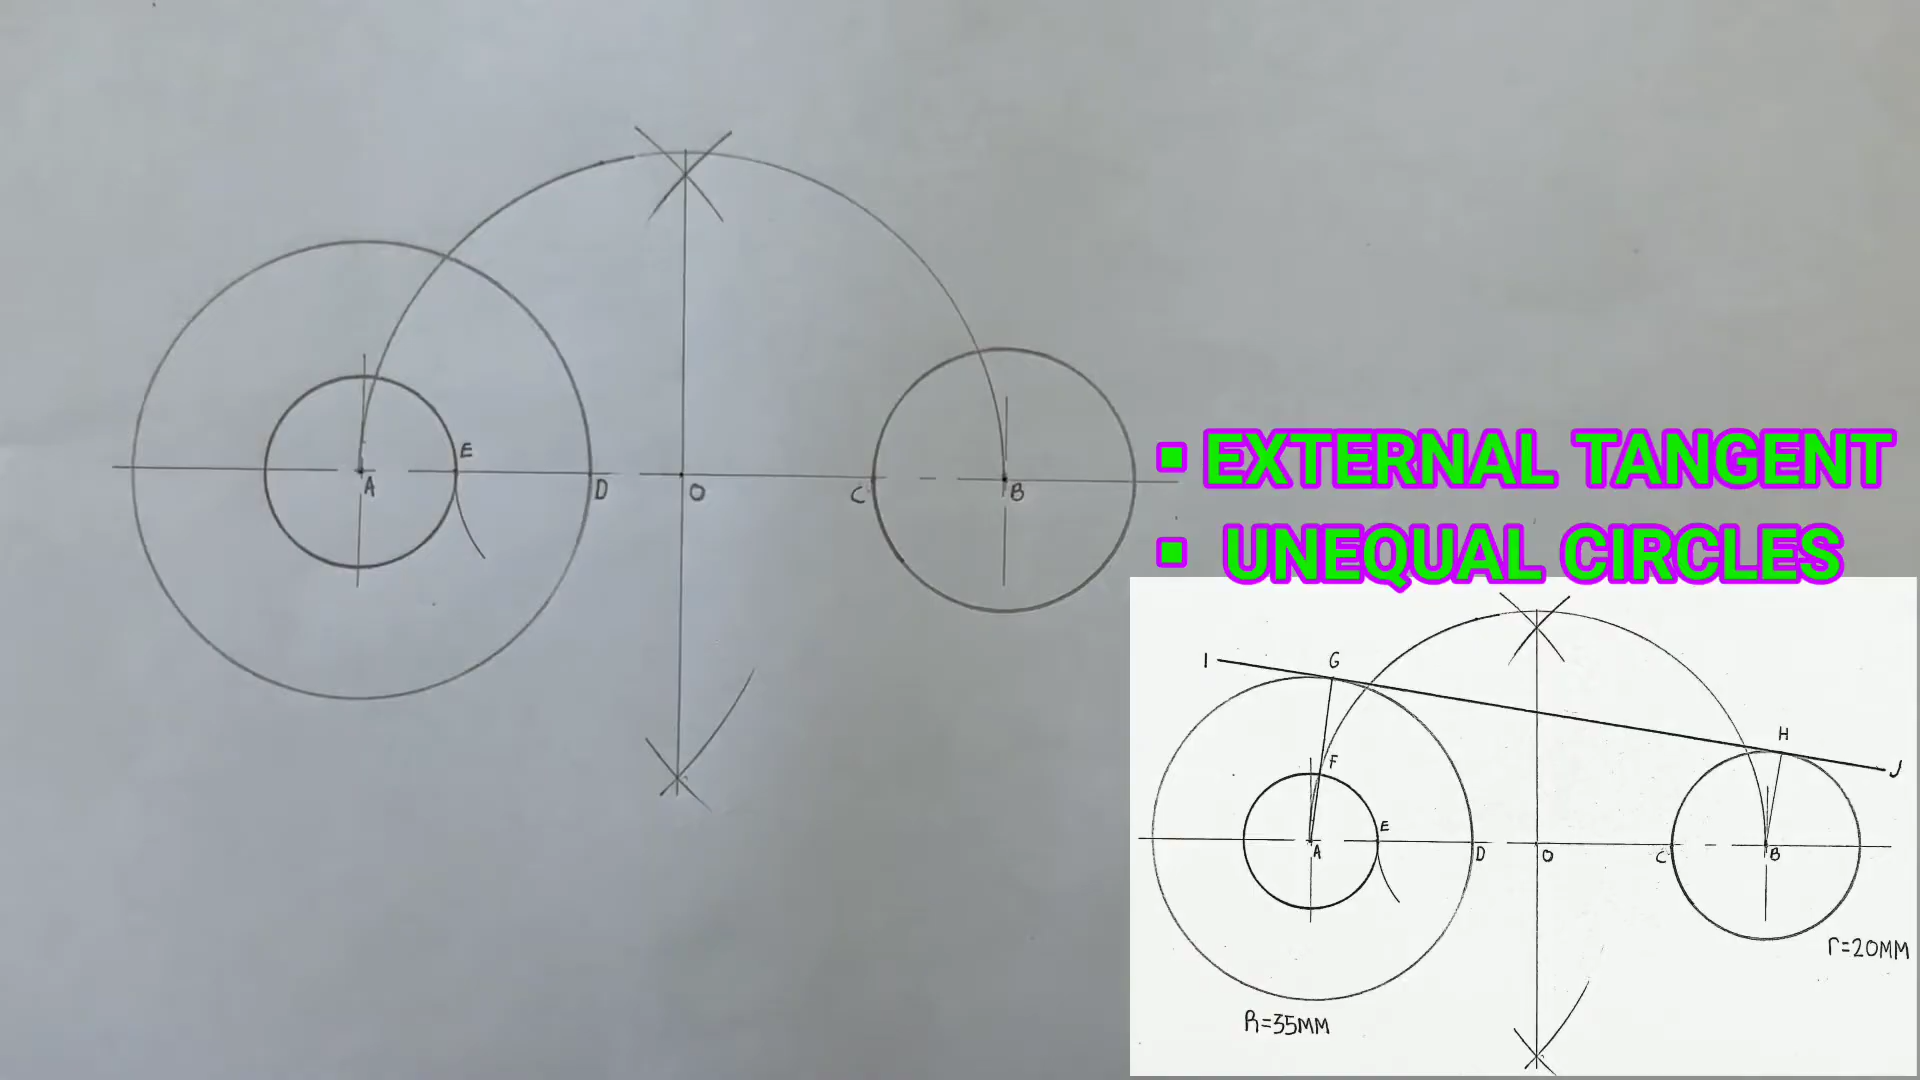 E
A
D
O
C
B
▪ EXTERNAL TANGENT
▪ UNEQUAL CIRCLES
I
G
H
J
F
E
A
D
O
C
B
r=20MM
R=35MM